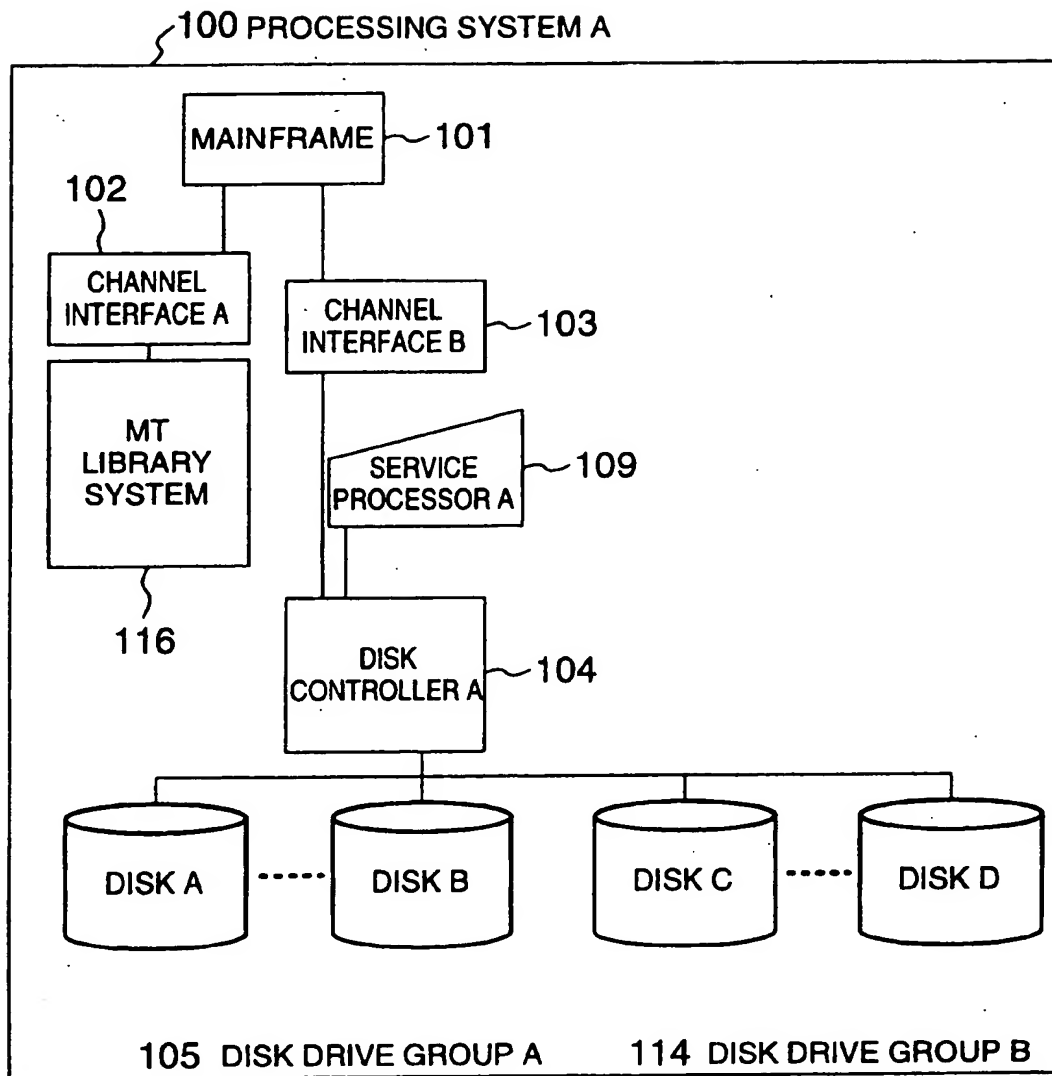 100 PROCESSING SYSTEM A
MAINFRAME
101
102
CHANNEL
INTERFACE A
CHANNEL
INTERFACE B
103
MT
LIBRARY
SYSTEM
SERVICE
PROCESSOR A
109
116
DISK
CONTROLLER A
104
DISK A
DISK B
DISK C
DISK D
105 DISK DRIVE GROUP A
114 DISK DRIVE GROUP B